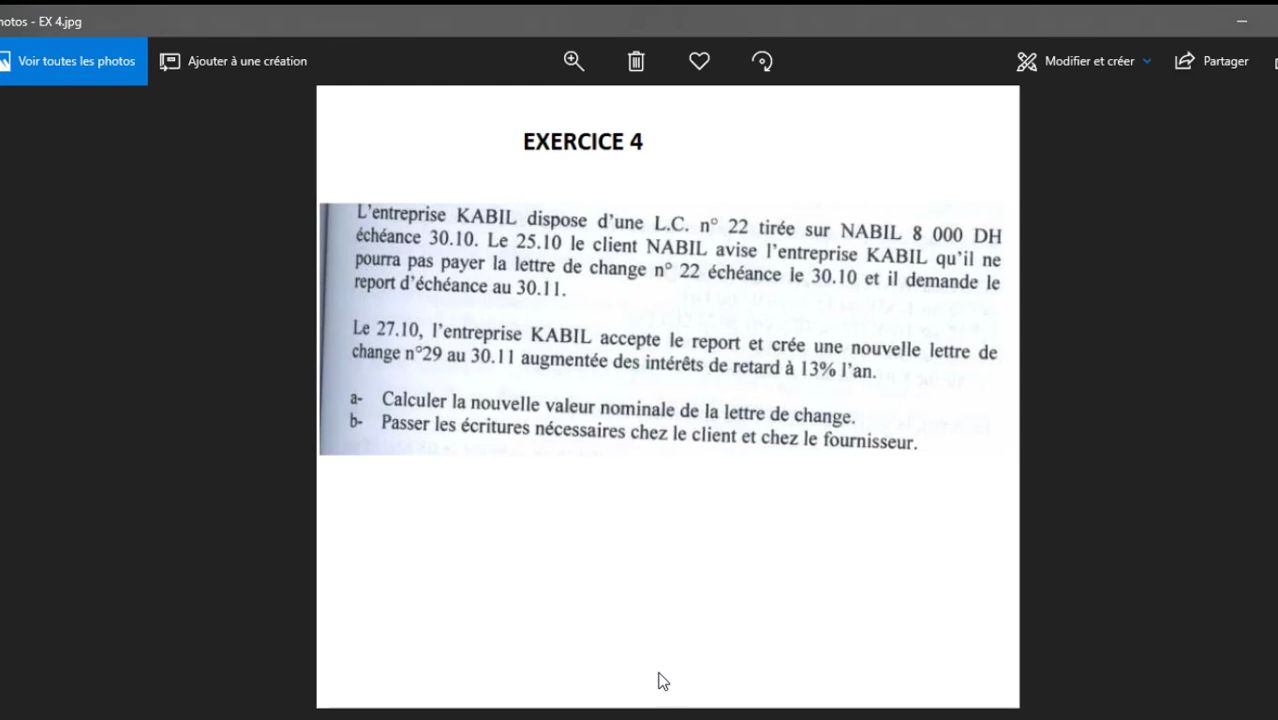 hotos - EX 4.jpg
Voir toutes les photos
Ajouter à une création
Modifier et créer
Partager
EXERCICE 4
L'entreprise KABIL dispose d'une L.C. n° 22 tirée sur NABIL 8 000 DH
échéance 30.10. Le 25.10 le client NABIL avise l'entreprise KABIL qu'il ne
pourra pas payer la lettre de change n° 22 échéance le 30.10 et il demande le
report d'échéance au 30.11.
Le 27.10, l'entreprise KABIL accepte le report et crée une nouvelle lettre de
change n°29 au 30.11 augmentée des intérêts de retard à 13% l'an.
a- Calculer la nouvelle valeur nominale de la lettre de change.
b- Passer les écritures nécessaires chez le client et chez le fournisseur.